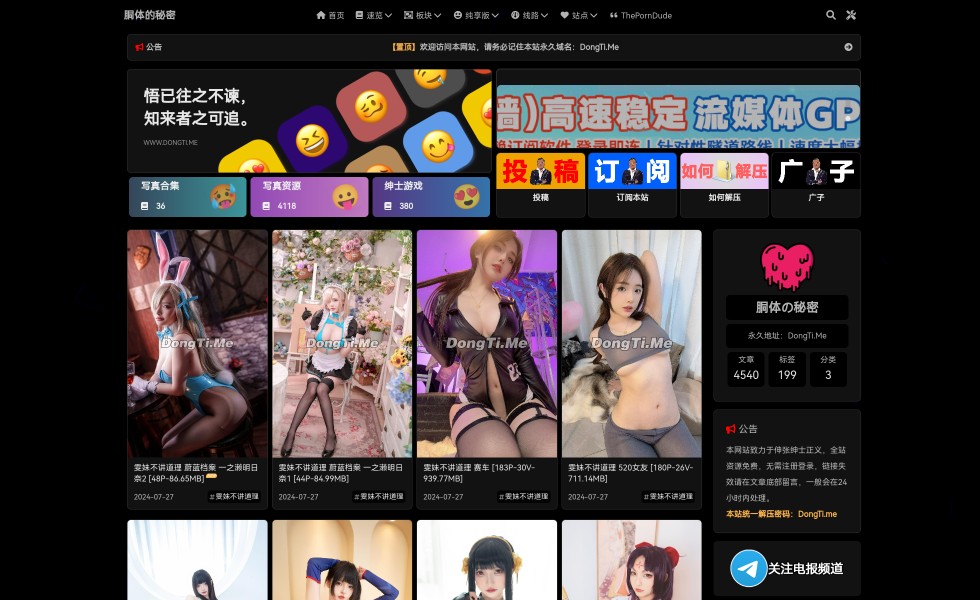 胴体的秘密
首页 速览 板块 纯享版 线路 站点 ThePornDude
公告
【置顶】欢迎访问本网站，请务必记住本站永久域名：DongTi.Me
悟已往之不谏，
知来者之可追。
WWW.DONGTI.ME
墙）高速稳定 流媒体GP
投稿
订阅
如何解压
广子
投稿
订阅本站
如何解压
广子
写真合集
36
写真资源
4118
绅士游戏
380
DongTi.Me
DongTi.Me
DongTi.Me
DongTi.Me
雯妹不讲道理 蔚蓝档案 一之濑明日
奈2 [48P-86.65MB]
2024-07-27 #雯妹不讲道理
雯妹不讲道理 蔚蓝档案 一之濑明日
奈1 [44P-84.99MB]
2024-07-27 #雯妹不讲道理
雯妹不讲道理 赛车 [183P-30V-
939.77MB]
2024-07-27 #雯妹不讲道理
雯妹不讲道理 520女友 [180P-26V-
711.14MB]
2024-07-27 #雯妹不讲道理
胴体の秘密
永久地址：DongTi.Me
文章 标签 分类
4540 199 3
公告
本网站致力于伸张绅士正义，全站
资源免费，无需注册登录，链接失
效请在文章底部留言，一般会在24
小时内处理。
本站统一解压密码：DongTi.me
关注电报频道